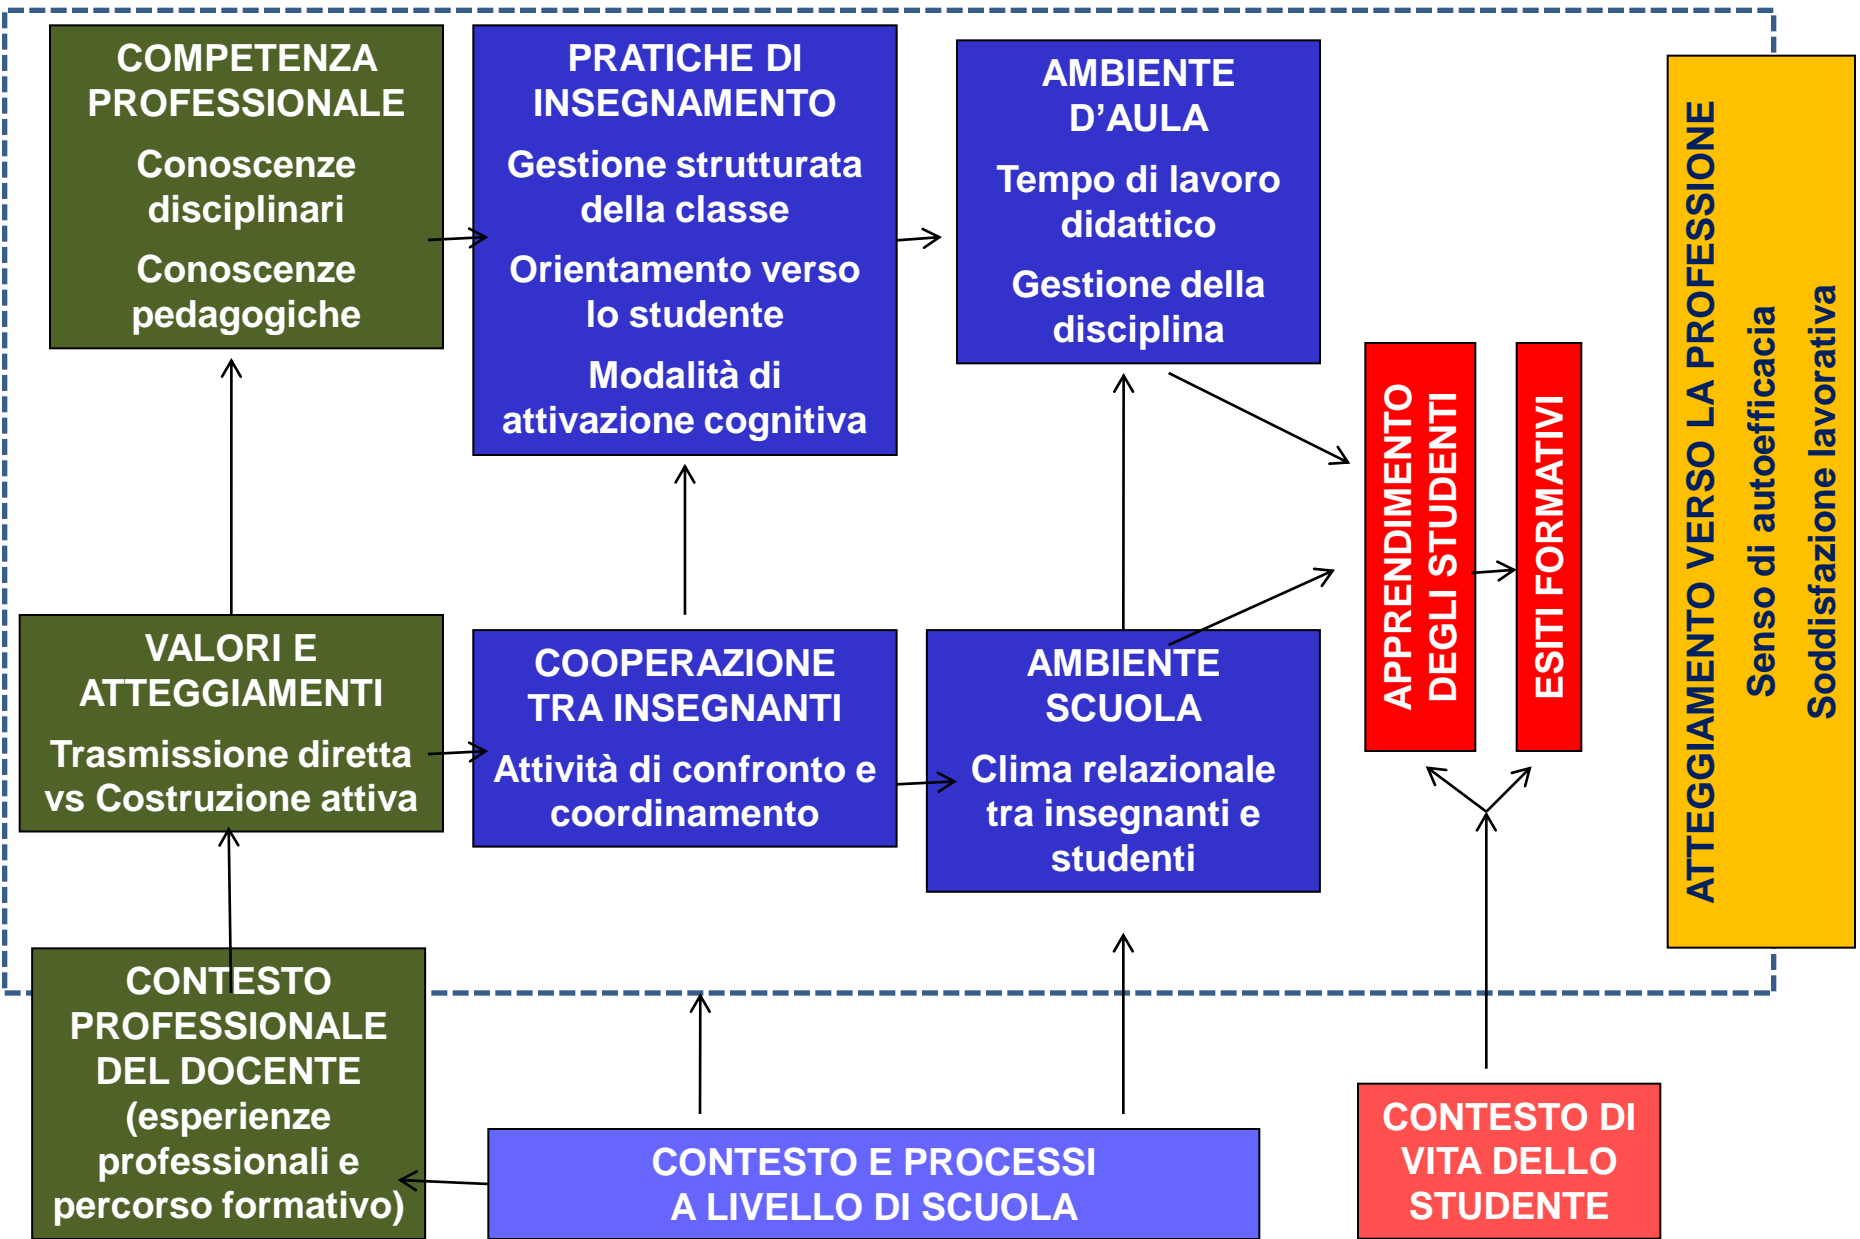 COMPETENZA
PROFESSIONALE
Conoscenze
disciplinari
Conoscenze
pedagogiche
PRATICHE DI
INSEGNAMENTO
Gestione strutturata
della classe
Orientamento verso
lo studente
Modalità di
attivazione cognitiva
AMBIENTE
D’AULA
Tempo di lavoro
didattico
Gestione della
disciplina
VALORI E
ATTEGGIAMENTI
Trasmissione diretta
vs Costruzione attiva
COOPERAZIONE
TRA INSEGNANTI
Attività di confronto e
coordinamento
AMBIENTE
SCUOLA
Clima relazionale
tra insegnanti e
studenti
APPRENDIMENTO
DEGLI STUDENTI
ESITI FORMATIVI
ATTEGGIAMENTO VERSO LA PROFESSIONE
Senso di autoefficacia
Soddisfazione lavorativa
CONTESTO
PROFESSIONALE
DEL DOCENTE
(esperienze
professionali e
percorso formativo)
CONTESTO E PROCESSI
A LIVELLO DI SCUOLA
CONTESTO DI
VITA DELLO
STUDENTE